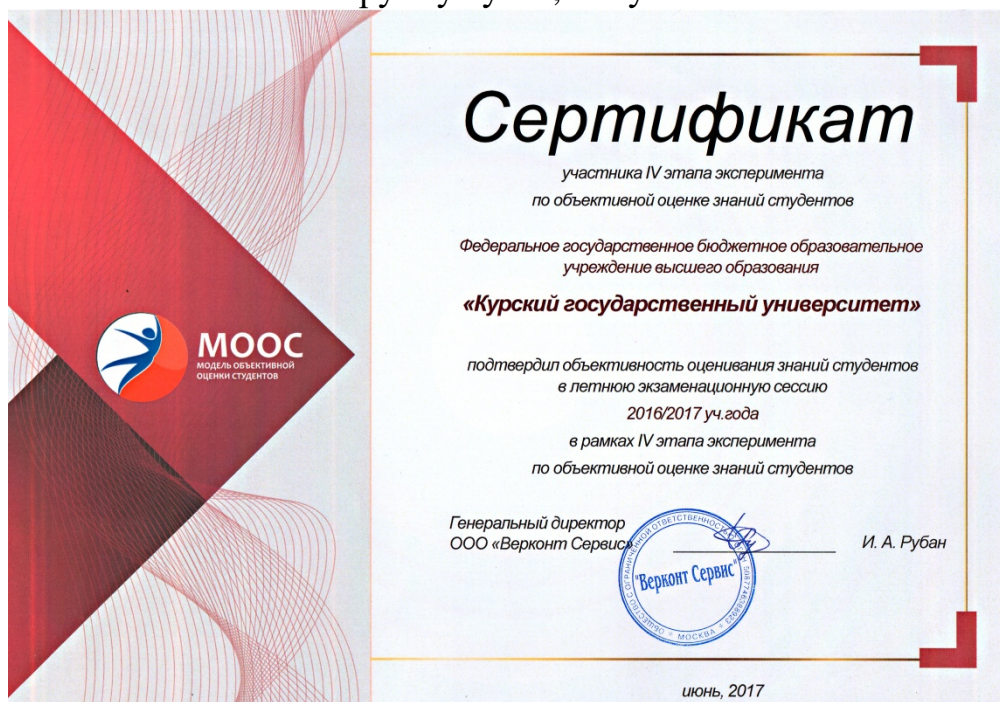 Сертификат
участника IV этапа эксперимента
по объективной оценке знаний студентов
Федеральное государственное бюджетное образовательное
учреждение высшего образования
«Курский государственный университет»
МООС
МОДЕЛЬ ОБЪЕКТИВНОЙ
ОЦЕНКИ СТУДЕНТОВ
подтвердил объективность оценивания знаний студентов
в летнюю экзаменационную сессию
2016/2017 уч.года
в рамках IV этапа эксперимента
по объективной оценке знаний студентов
Генеральный директор
ООО «Верконт Сервис»
И. А. Рубан
ОБЩЕСТВО С ОГРАНИЧЕННОЙ ОТВЕТСТВЕННОСТЬЮ
"Верконт Сервис"
* МОСКВА *
июнь, 2017